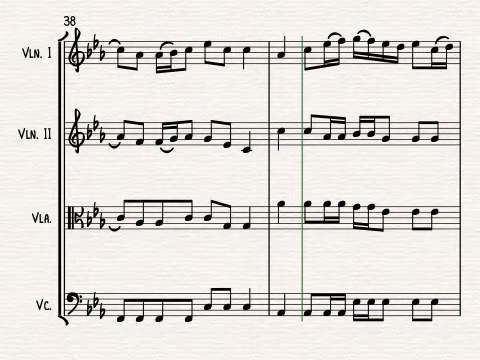 38
Vln. I
Vln. II
Vla.
Vc.